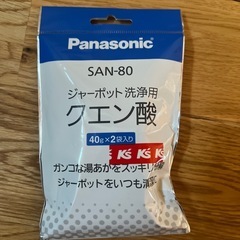 Panasonic
SAN-80
ジャーポット洗浄用
クエン酸
40g×2袋入り
K's K's K's
ガンコな湯あかをスッキリ
ジャーポットをいつも清潔